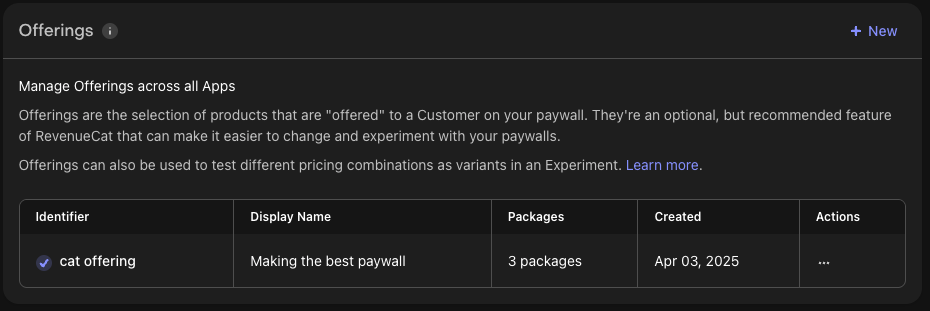 Offerings
+ New
Manage Offerings across all Apps
Offerings are the selection of products that are "offered" to a Customer on your paywall. They're an optional, but recommended feature
of RevenueCat that can make it easier to change and experiment with your paywalls.
Offerings can also be used to test different pricing combinations as variants in an Experiment. Learn more.
Identifier Display Name Packages Created Actions
cat offering Making the best paywall 3 packages Apr 03, 2025 ...